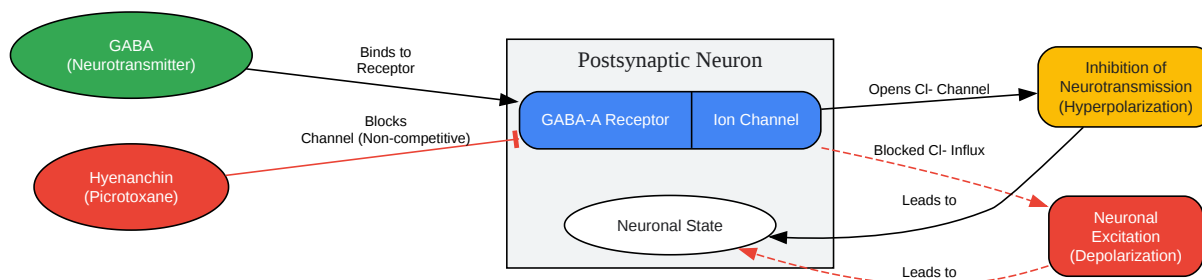 GABA
(Neurotransmitter)
Binds to
Receptor
Postsynaptic Neuron
GABA-A Receptor
Ion Channel
Opens Cl- Channel
Inhibition of
Neurotransmission
(Hyperpolarization)
Blocks
Channel (Non-competitive)
Hyenanchin
(Picrotoxane)
Blocked Cl- Influx
Leads to
Neuronal State
Neuronal
Excitation
(Depolarization)
Leads to